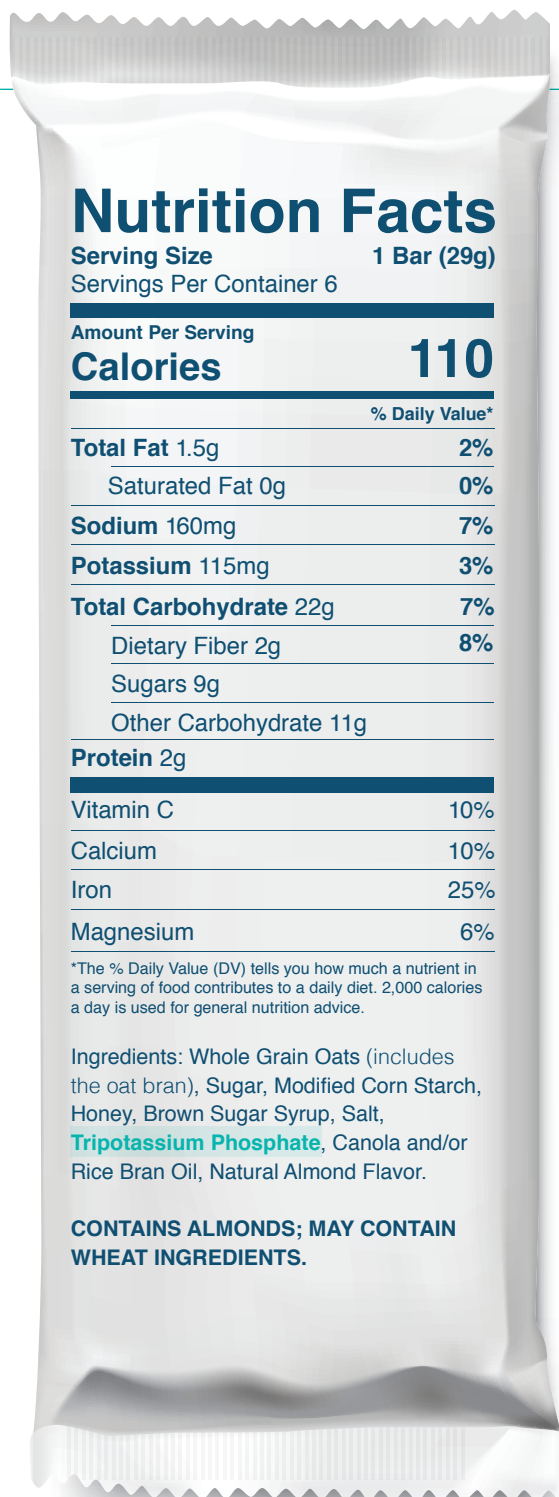 Nutrition Facts
Serving Size 1 Bar (29g)
Servings Per Container 6
Amount Per Serving
Calories 110
% Daily Value*
Total Fat 1.5g 2%
Saturated Fat 0g 0%
Sodium 160mg 7%
Potassium 115mg 3%
Total Carbohydrate 22g 7%
Dietary Fiber 2g 8%
Sugars 9g
Other Carbohydrate 11g
Protein 2g
Vitamin C 10%
Calcium 10%
Iron 25%
Magnesium 6%
*The % Daily Value (DV) tells you how much a nutrient in
a serving of food contributes to a daily diet. 2,000 calories
a day is used for general nutrition advice.
Ingredients: Whole Grain Oats (includes
the oat bran), Sugar, Modified Corn Starch,
Honey, Brown Sugar Syrup, Salt,
Tripotassium Phosphate, Canola and/or
Rice Bran Oil, Natural Almond Flavor.
CONTAINS ALMONDS; MAY CONTAIN
WHEAT INGREDIENTS.